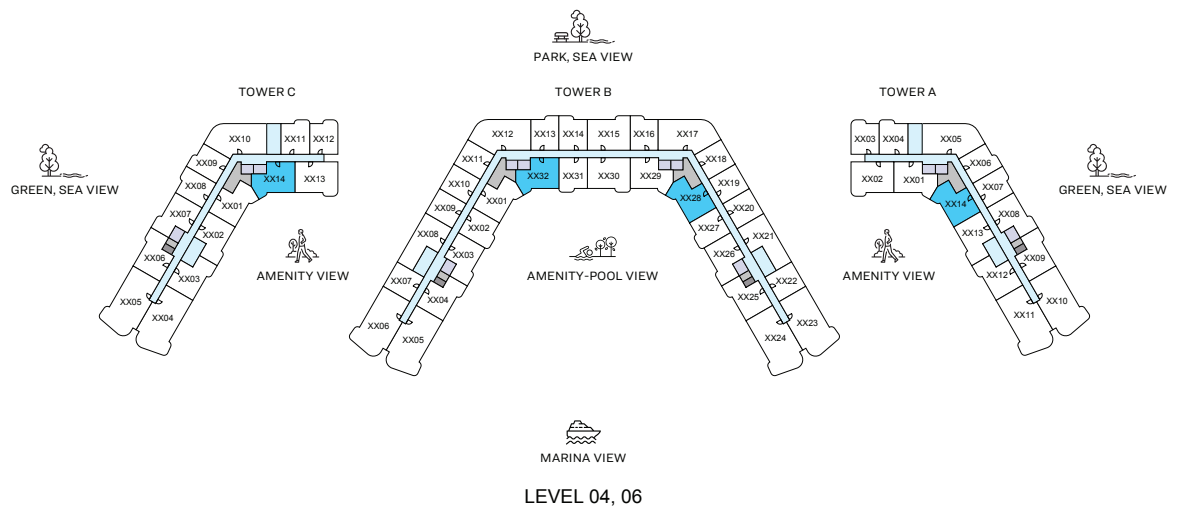 PARK, SEA VIEW
TOWER C
TOWER B
TOWER A
GREEN, SEA VIEW
XX10
XX11
XX12
XX09
XX14
XX13
XX08
XX01
XX07
XX02
XX06
XX03
XX05
XX04
AMENITY VIEW
XX12
XX13
XX14
XX15
XX16
XX17
XX11
XX32
XX31
XX30
XX29
XX18
XX10
XX01
XX28
XX19
XX09
XX02
XX27
XX20
XX08
XX03
XX26
XX21
XX07
XX04
XX25
XX22
XX06
XX05
XX24
XX23
AMENITY-POOL VIEW
XX03
XX04
XX05
XX02
XX01
XX06
XX14
XX07
XX13
XX08
XX12
XX09
XX11
XX10
AMENITY VIEW
GREEN, SEA VIEW
MARINA VIEW
LEVEL 04, 06